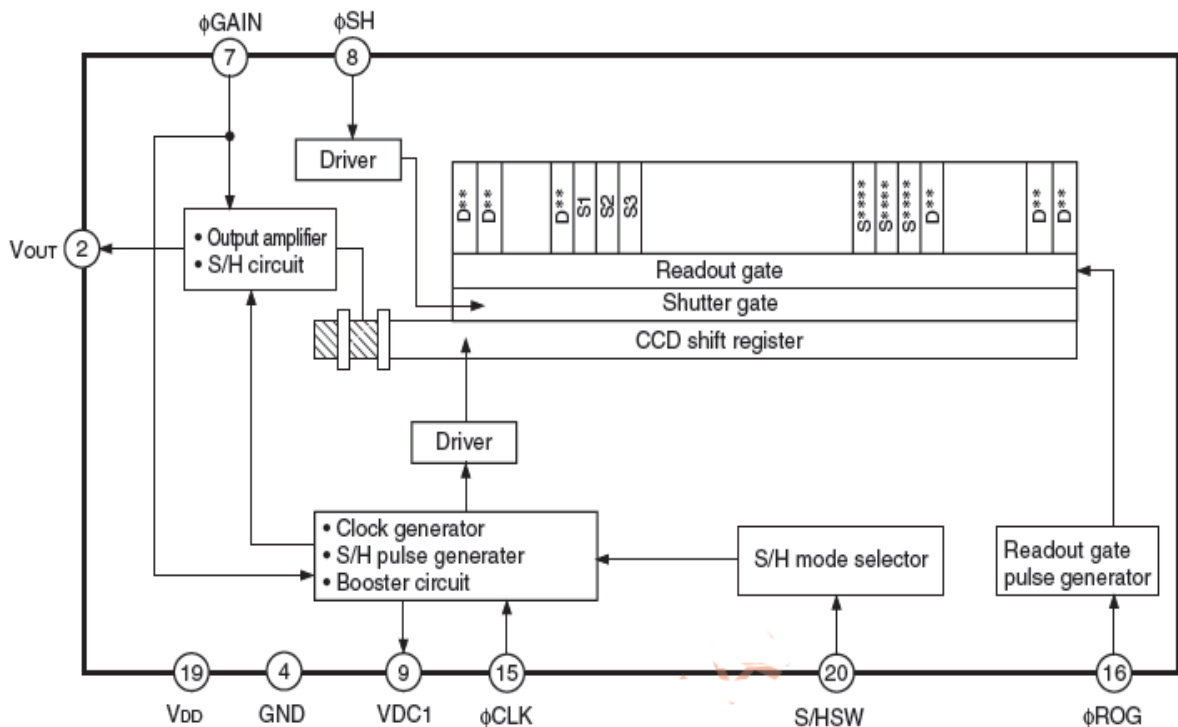 φGAIN
φSH
7
8
Driver
D**
D**
D**
S1
S2
S3
S****
S****
S****
D**
D**
D**
VOUT
2
• Output amplifier
• S/H circuit
Readout gate
Shutter gate
CCD shift register
Driver
• Clock generator
• S/H pulse generater
• Booster circuit
S/H mode selector
Readout gate
pulse generator
19
4
9
15
20
16
VDD
GND
VDC1
φCLK
S/HSW
φROG